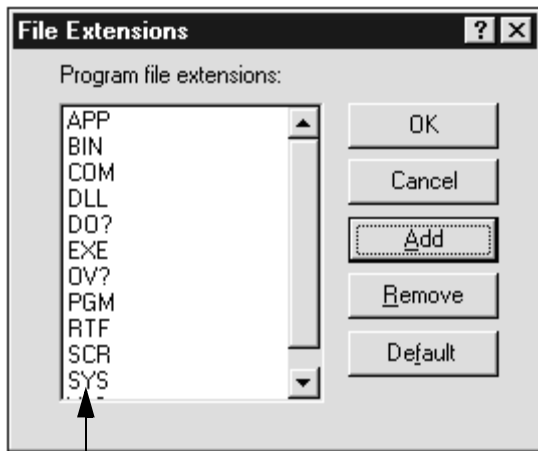 File Extensions
Program file extensions:
APP
BIN
COM
DLL
DO?
EXE
OV?
PGM
RTF
SCR
SYS
OK
Cancel
Add
Remove
Default